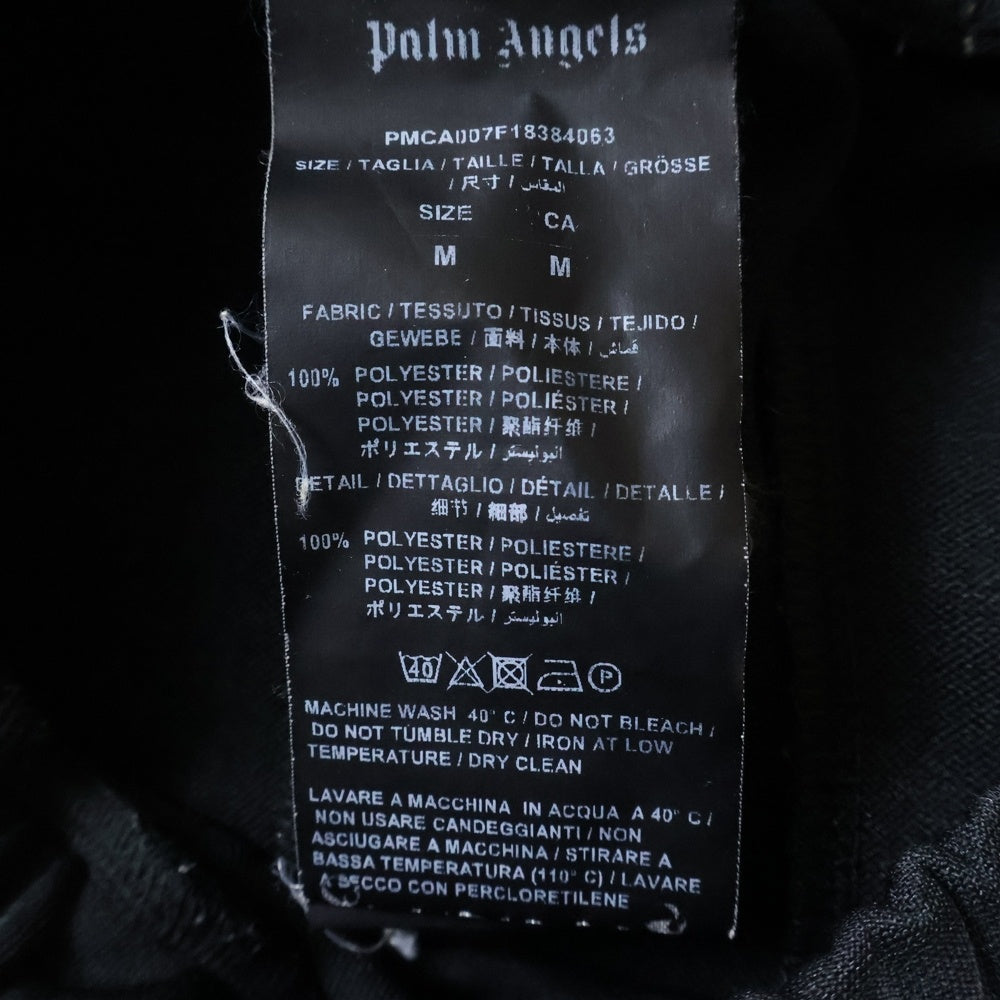 Palm Angels
PMCA007F18384063
SIZE / TAGLIA / TAILLE / TALLA / GRÖSSE
/ 尺寸 / المقاس
SIZE CA
M M
FABRIC / TESSUTO / TISSUS / TEJIDO /
GEWEBE / 面料 / 本体 / قماش
100% POLYESTER / POLIESTERE /
POLYESTER / POLIÉSTER /
POLYESTER / 聚酯纤维 /
ポリエステル / البوليستر
DETAIL / DETTAGLIO / DÉTAIL / DETALLE /
细节 / 細部 / تفصيل
100% POLYESTER / POLIESTERE /
POLYESTER / POLIÉSTER /
POLYESTER / 聚酯纤维 /
ポリエステル / البوليستر
40 P
MACHINE WASH 40° C / DO NOT BLEACH /
DO NOT TUMBLE DRY / IRON AT LOW
TEMPERATURE / DRY CLEAN
LAVARE A MACCHINA IN ACQUA A 40° C /
NON USARE CANDEGGIANTI / NON
ASCIUGARE A MACCHINA / STIRARE A
BASSA TEMPERATURA (110° C) / LAVARE
A SECCO CON PERCLORETILENE